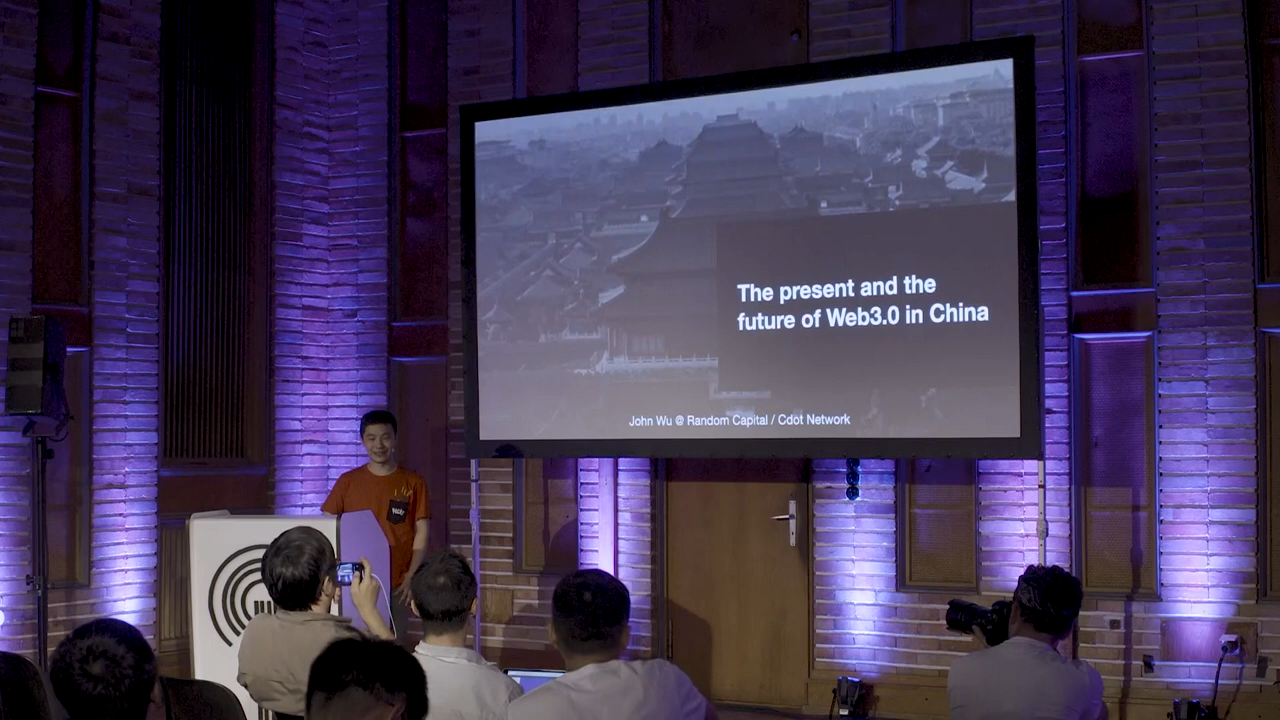 The present and the
future of Web3.0 in China
John Wu @ Random Capital / Cdot Network